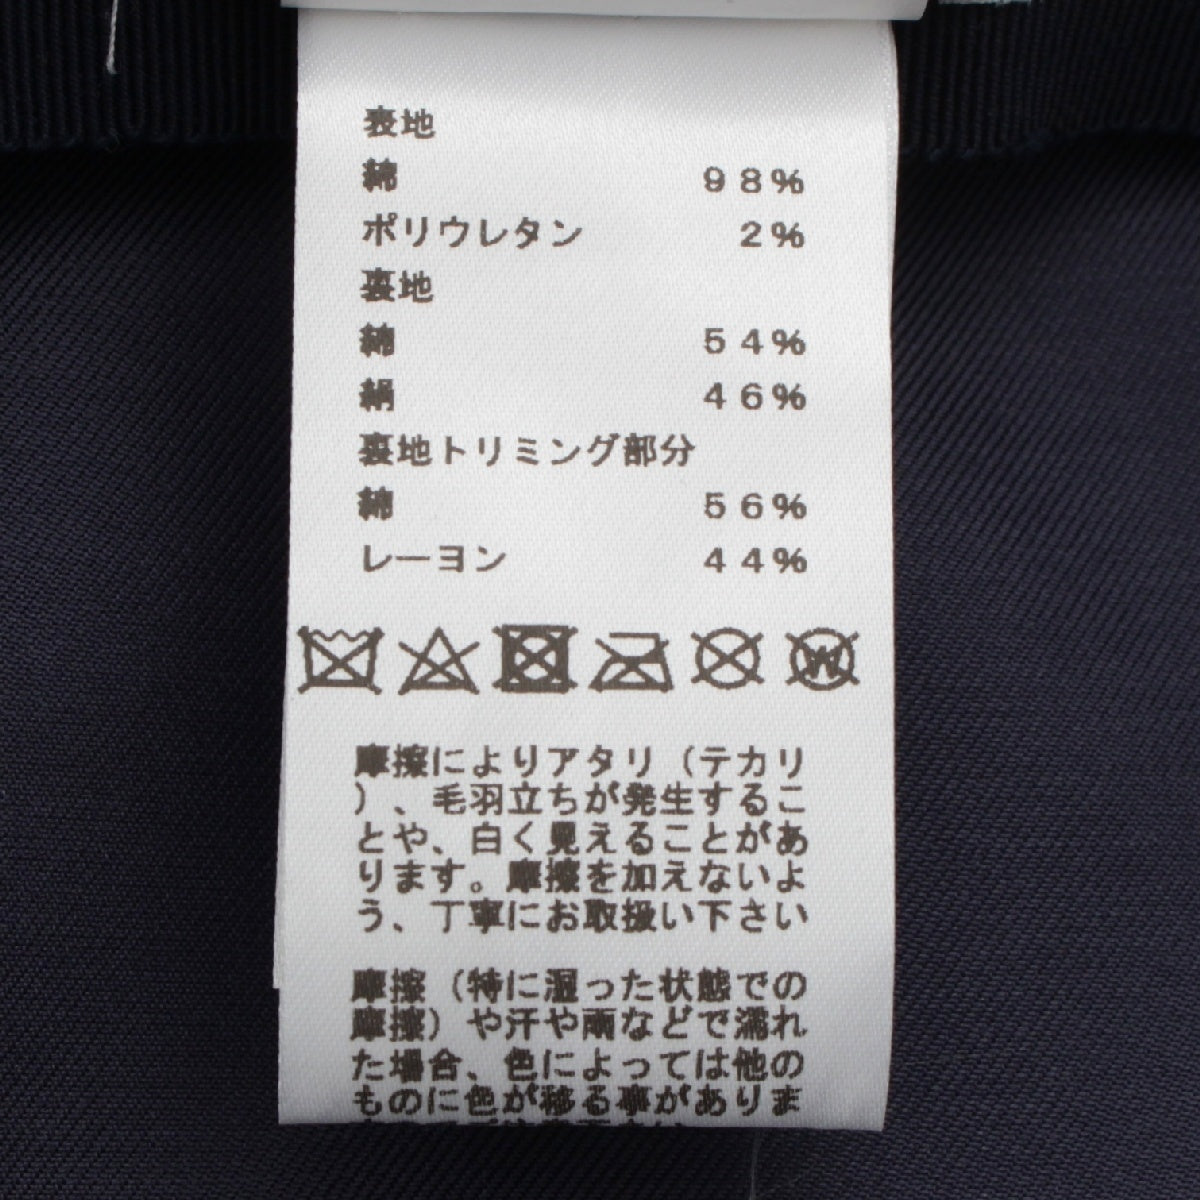 表地
綿 98%
ポリウレタン 2%
裏地
綿 54%
絹 46%
裏地トリミング部分
綿 56%
レーヨン 44%
W
摩擦によりアタリ（テカリ
）、毛羽立ちが発生するこ
とや、白く見えることがあ
ります。摩擦を加えないよ
う、丁寧にお取扱い下さい
摩擦（特に湿った状態での
摩擦）や汗や雨などで濡れ
た場合、色によっては他の
ものに色が移る事がありま